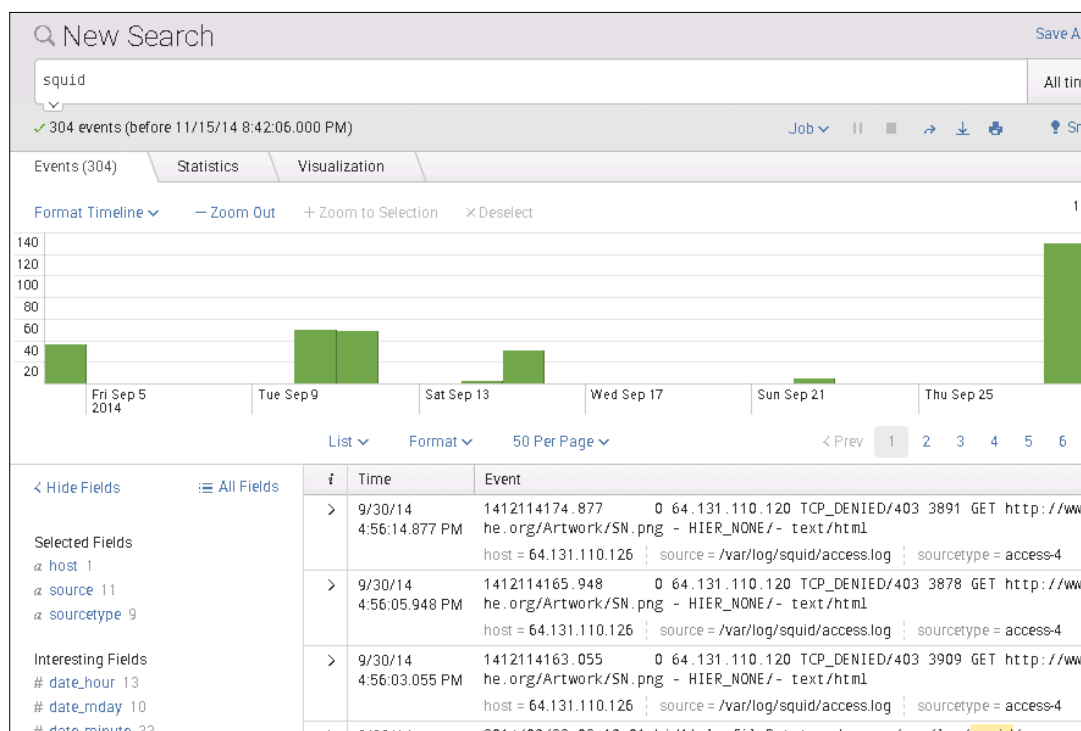 New Search
Save A
squid
All tin
304 events (before 11/15/14 8:42:06.000 PM)
Job
Sr
Events (304) Statistics Visualization
Format Timeline — Zoom Out + Zoom to Selection × Deselect
1
140
120
100
80
60
40
20
Fri Sep 5 Tue Sep 9 Sat Sep 13 Wed Sep 17 Sun Sep 21 Thu Sep 25
2014
List Format 50 Per Page < Prev 1 2 3 4 5 6
< Hide Fields All Fields
i Time Event
Selected Fields
a host 1
a source 11
a sourcetype 9
Interesting Fields
# date_hour 13
# date_mday 10
# date_minute 33
> 9/30/14 1412114174.877 0 64.131.110.120 TCP_DENIED/403 3891 GET http://ww
4:56:14.877 PM he.org/Artwork/SN.png - HIER_NONE/- text/html
host = 64.131.110.126 source = /var/log/squid/access.log sourcetype = access-4
> 9/30/14 1412114165.948 0 64.131.110.120 TCP_DENIED/403 3878 GET http://ww
4:56:05.948 PM he.org/Artwork/SN.png - HIER_NONE/- text/html
host = 64.131.110.126 source = /var/log/squid/access.log sourcetype = access-4
> 9/30/14 1412114163.055 0 64.131.110.120 TCP_DENIED/403 3909 GET http://ww
4:56:03.055 PM he.org/Artwork/SN.png - HIER_NONE/- text/html
host = 64.131.110.126 source = /var/log/squid/access.log sourcetype = access-4